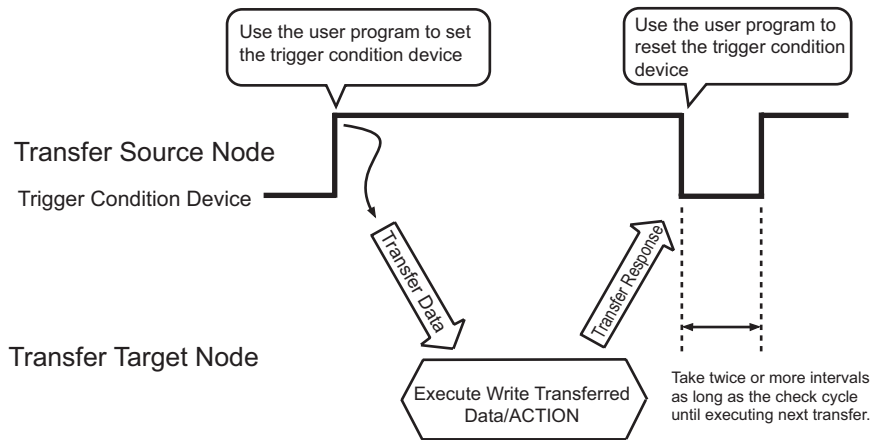 Use the user program to set
the trigger condition device
Use the user program to
reset the trigger condition
device
Transfer Source Node
Trigger Condition Device
Transfer Data
Transfer Response
Transfer Target Node
Execute Write Transferred
Data/ACTION
Take twice or more intervals
as long as the check cycle
until executing next transfer.